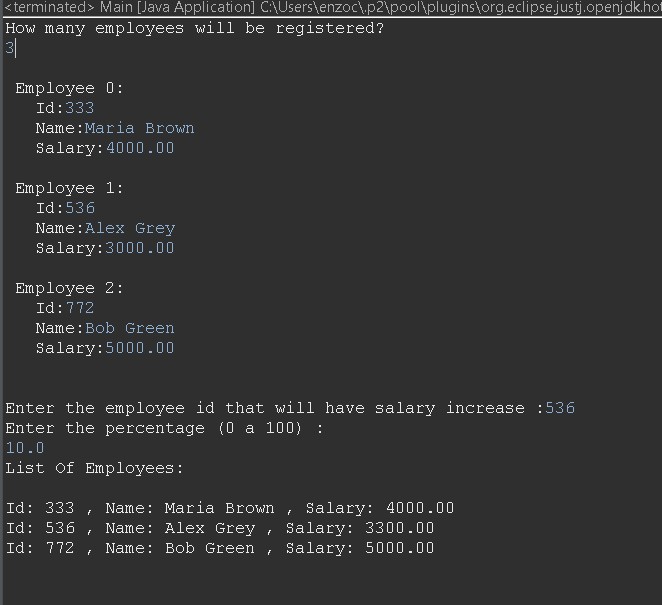 <terminated> Main [Java Application] C:\Users\enzoc\.p2\pool\plugins\org.eclipse.justj.openjdk.hot
How many employees will be registered?
3
Employee 0:
Id:333
Name:Maria Brown
Salary:4000.00
Employee 1:
Id:536
Name:Alex Grey
Salary:3000.00
Employee 2:
Id:772
Name:Bob Green
Salary:5000.00
Enter the employee id that will have salary increase :536
Enter the percentage (0 a 100) :
10.0
List Of Employees:
Id: 333 , Name: Maria Brown , Salary: 4000.00
Id: 536 , Name: Alex Grey , Salary: 3300.00
Id: 772 , Name: Bob Green , Salary: 5000.00